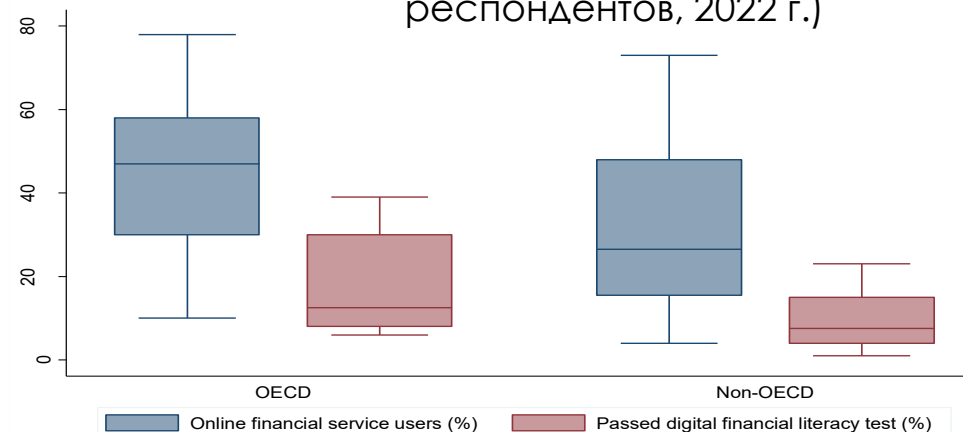 респондентов, 2022 г.)
80
60
40
20
0
OECD Non-OECD
Online financial service users (%) Passed digital financial literacy test (%)